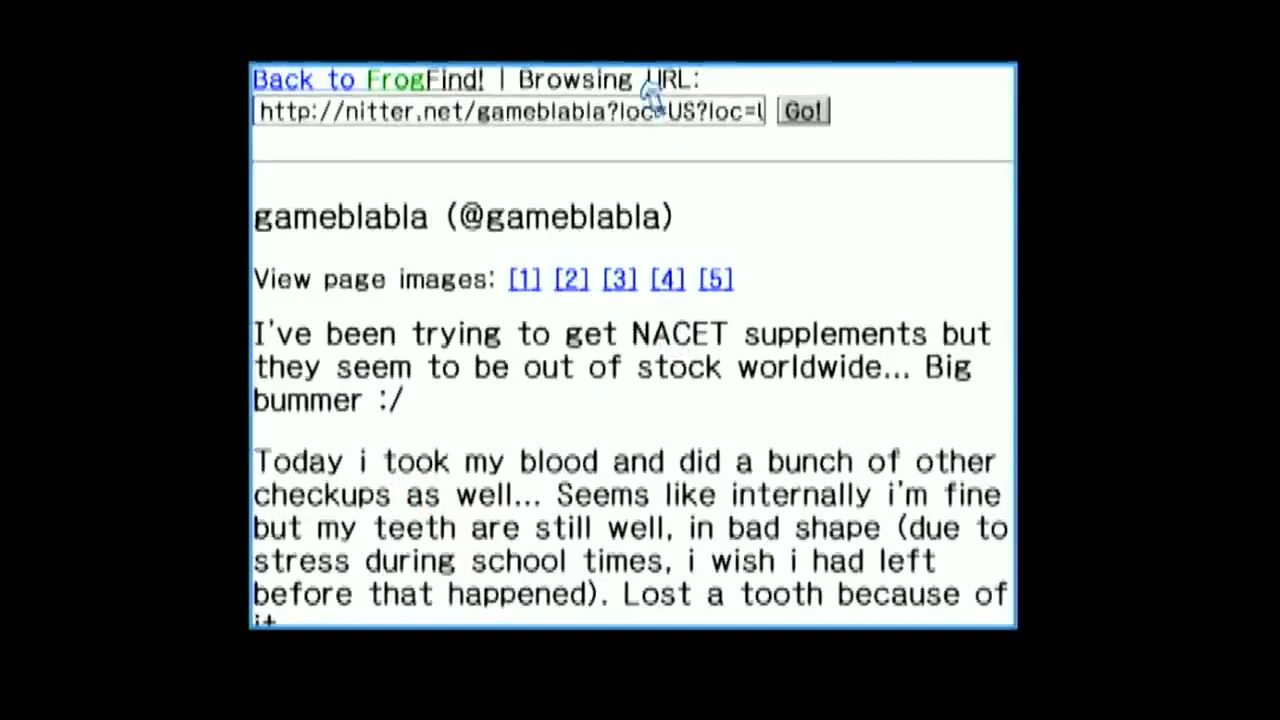 Back to FrogFind! | Browsing URL:
http://nitter.net/gameblabla?loc=US?loc=U Go!
gameblabla (@gameblabla)
View page images: [1] [2] [3] [4] [5]
I've been trying to get NACET supplements but
they seem to be out of stock worldwide... Big
bummer :/
Today i took my blood and did a bunch of other
checkups as well... Seems like internally i'm fine
but my teeth are still well, in bad shape (due to
stress during school times, i wish i had left
before that happened). Lost a tooth because of
it